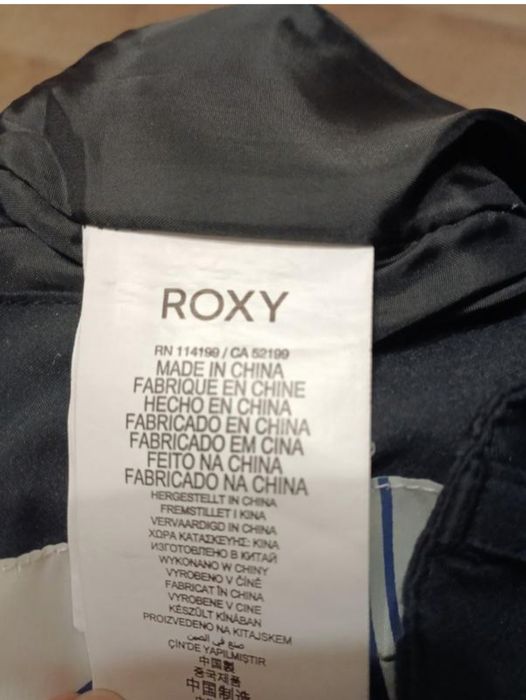 ROXY
RN 114199 / CA 52199
MADE IN CHINA
FABRIQUE EN CHINE
HECHO EN CHINA
FABRICADO EN CHINA
FABRICADO EM CINA
FEITO NA CHINA
FABRICADO NA CHINA
HERGESTELLT IN CHINA
FREMSTILLET I KINA
VERVAARDIGD IN CHINA
ΧΩΡΑ ΚΑΤΑΣΚΕΥΗΣ: ΚΙΝΑ
ИЗГОТОВЛЕНО В КИТАЙ
WYKONANO W CHINY
VYROBENO V ČÍNĚ
FABRICAT ÎN CHINA
VYROBENE V CINE
KÉSZÜLT KÍNÁBAN
PROIZVEDENO NA KITAJSKEM
صنع في الصين
ÇİN'DE YAPILMIŞTIR
中国製
중국제조
中国制造